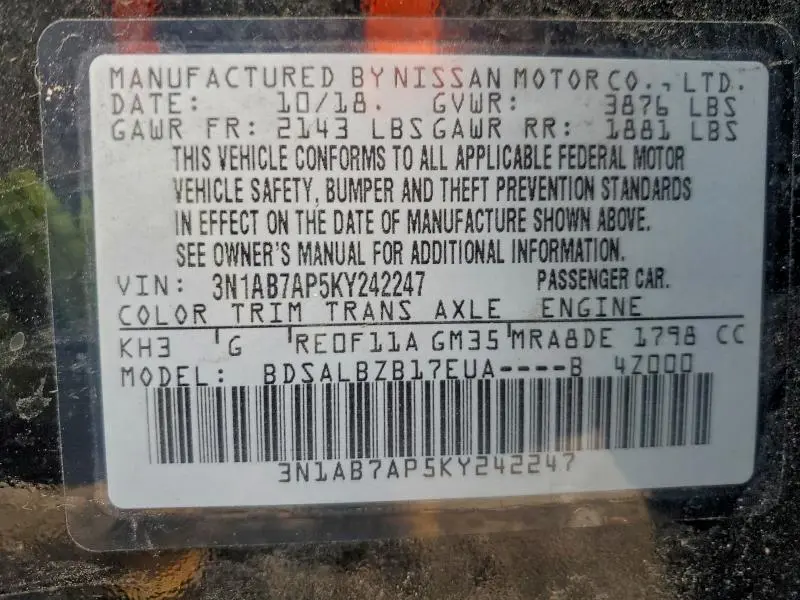 MANUFACTURED BY NISSAN MOTOR CO., LTD.
DATE: 10/18. GVWR: 3876 LBS
GAWR FR: 2143 LBS GAWR RR: 1881 LBS
THIS VEHICLE CONFORMS TO ALL APPLICABLE FEDERAL MOTOR
VEHICLE SAFETY, BUMPER AND THEFT PREVENTION STANDARDS
IN EFFECT ON THE DATE OF MANUFACTURE SHOWN ABOVE.
SEE OWNER'S MANUAL FOR ADDITIONAL INFORMATION.
VIN: 3N1AB7AP5KY242247 PASSENGER CAR.
COLOR TRIM TRANS AXLE ENGINE
KH3 G RE0F11A GM35 MRA8DE 1798 CC
MODEL: BDSALBZB17EUA----B 4Z000
3N1AB7AP5KY242247